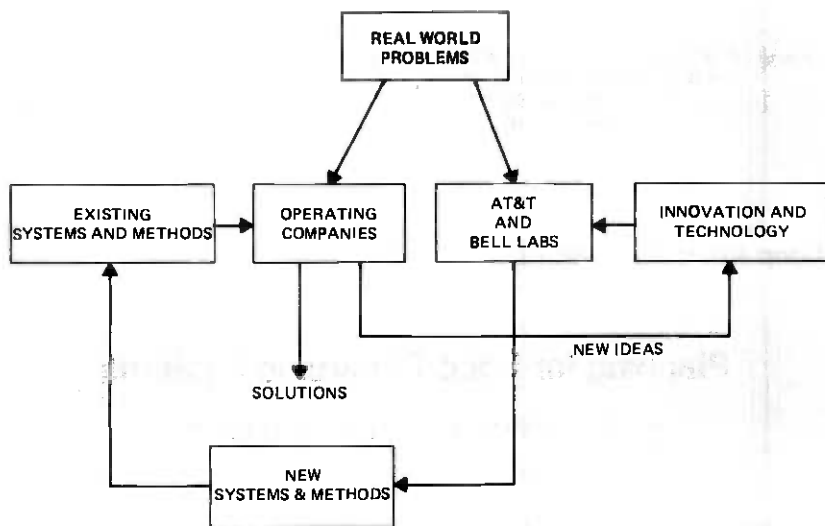 REAL WORLD
PROBLEMS
EXISTING
SYSTEMS AND METHODS
OPERATING
COMPANIES
AT&T
AND
BELL LABS
INNOVATION AND
TECHNOLOGY
NEW IDEAS
SOLUTIONS
NEW
SYSTEMS & METHODS